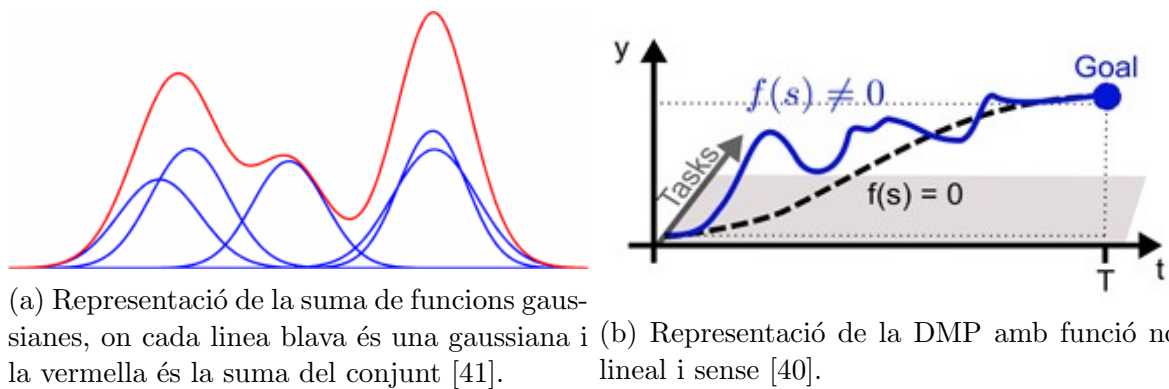 y
Goal
f(s) ≠ 0
Tasks
f(s) = 0
T
t
(a) Representació de la suma de funcions gaus-
sianes, on cada linea blava és una gaussiana i
la vermella és la suma del conjunt [41].
(b) Representació de la DMP amb funció no
lineal i sense [40].